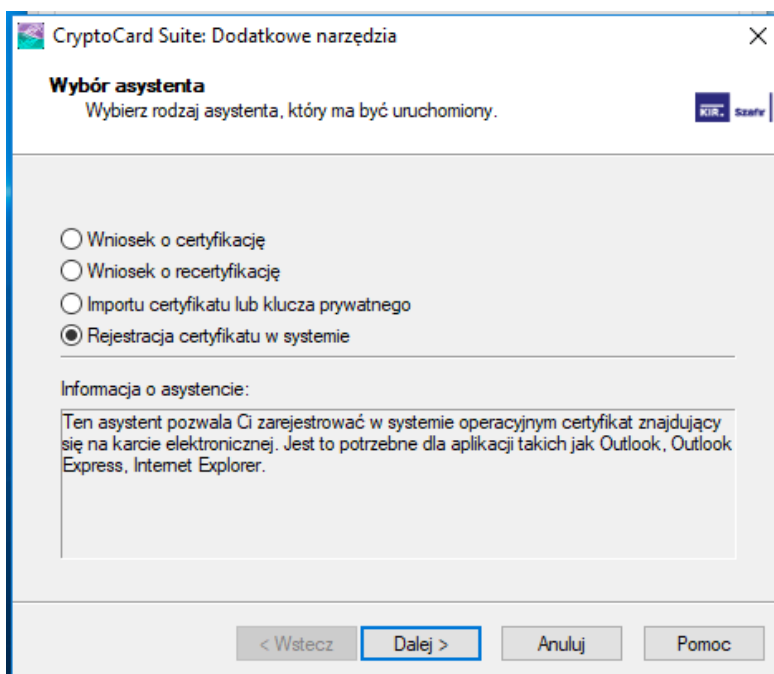 CryptoCard Suite: Dodatkowe narzędzia
Wybór asystenta
Wybierz rodzaj asystenta, który ma być uruchomiony.
KIR. Szafir
Wniosek o certyfikację
Wniosek o recertyfikację
Importu certyfikatu lub klucza prywatnego
Rejestracja certyfikatu w systemie
Informacja o asystencie:
Ten asystent pozwala Ci zarejestrować w systemie operacyjnym certyfikat znajdujący
się na karcie elektronicznej. Jest to potrzebne dla aplikacji takich jak Outlook, Outlook
Express, Internet Explorer.
< Wstecz
Dalej >
Anuluj
Pomoc